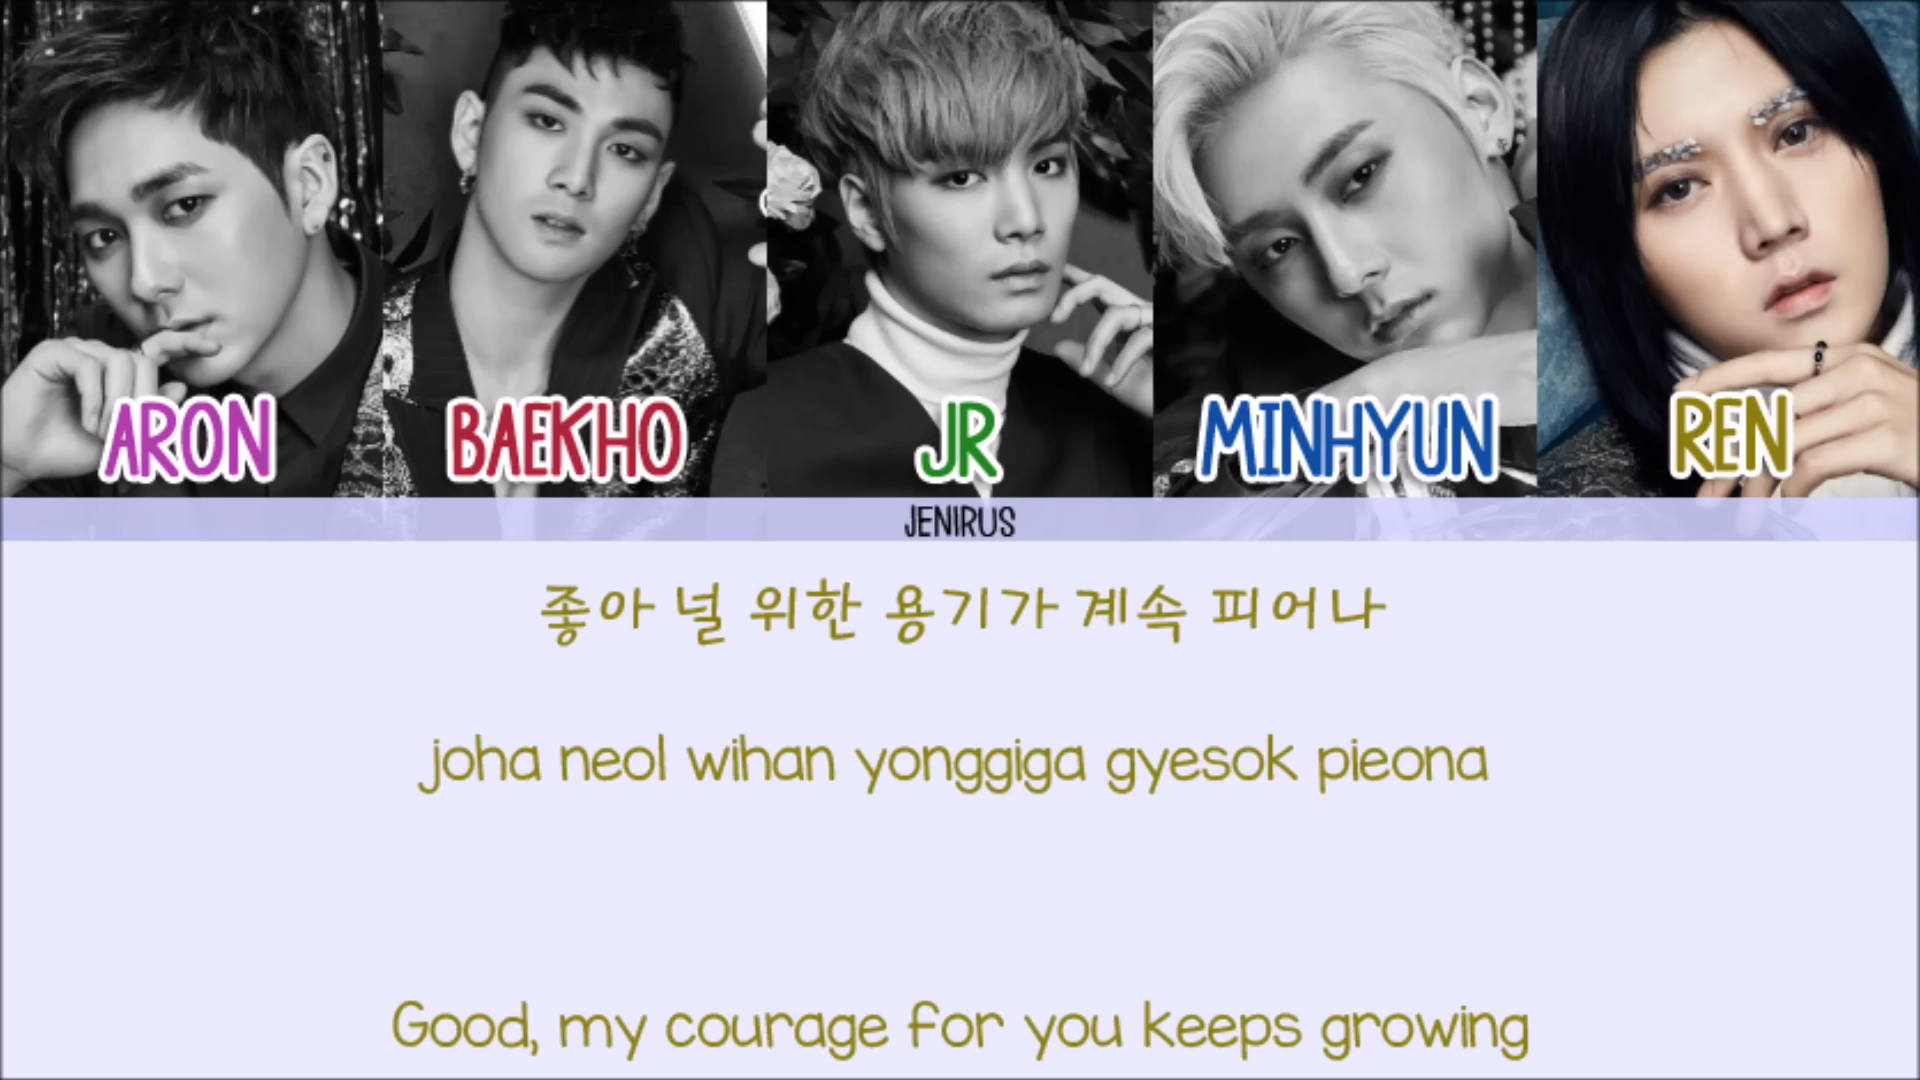 ARON BAEKHO JR MINHYUN REN
JENIRUS
좋아 널 위한 용기가 계속 피어나
joha neol wihan yonggiga gyesok pieona
Good, my courage for you keeps growing